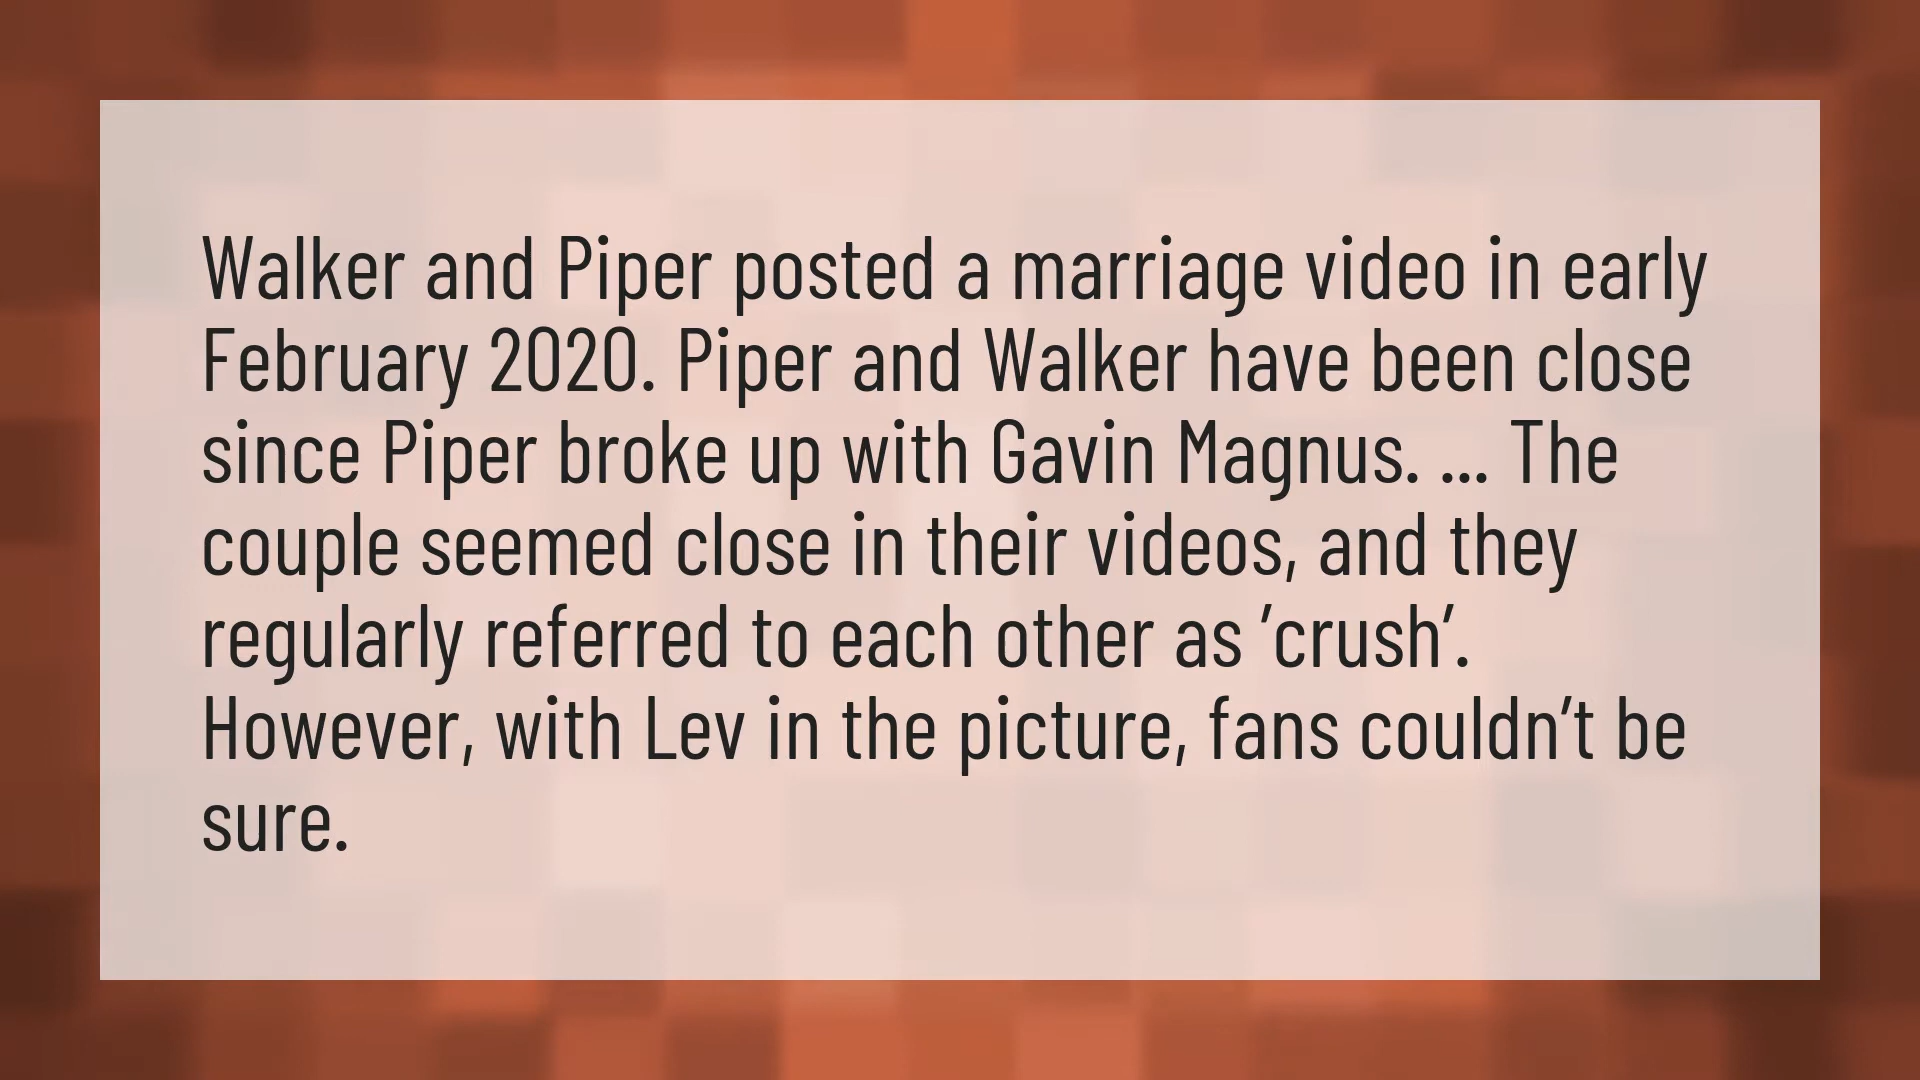 Walker and Piper posted a marriage video in early
February 2020. Piper and Walker have been close
since Piper broke up with Gavin Magnus. ... The
couple seemed close in their videos, and they
regularly referred to each other as ‘crush’.
However, with Lev in the picture, fans couldn’t be
sure.